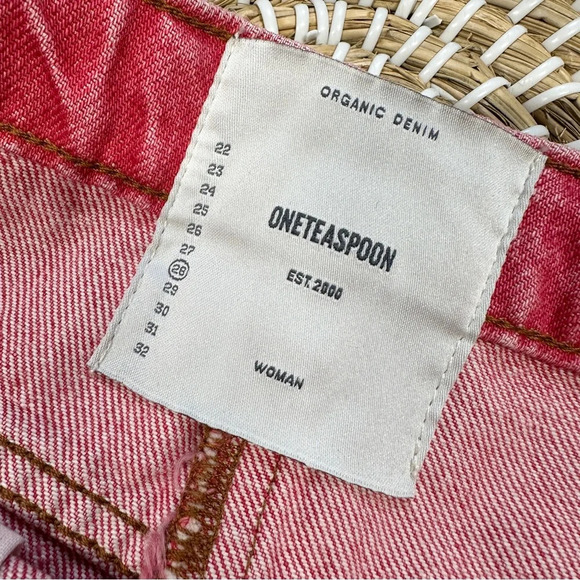 ORGANIC DENIM
22
23
24
25
26
27
28
29
30
31
32
ONETEASPOON
EST. 2000
WOMAN